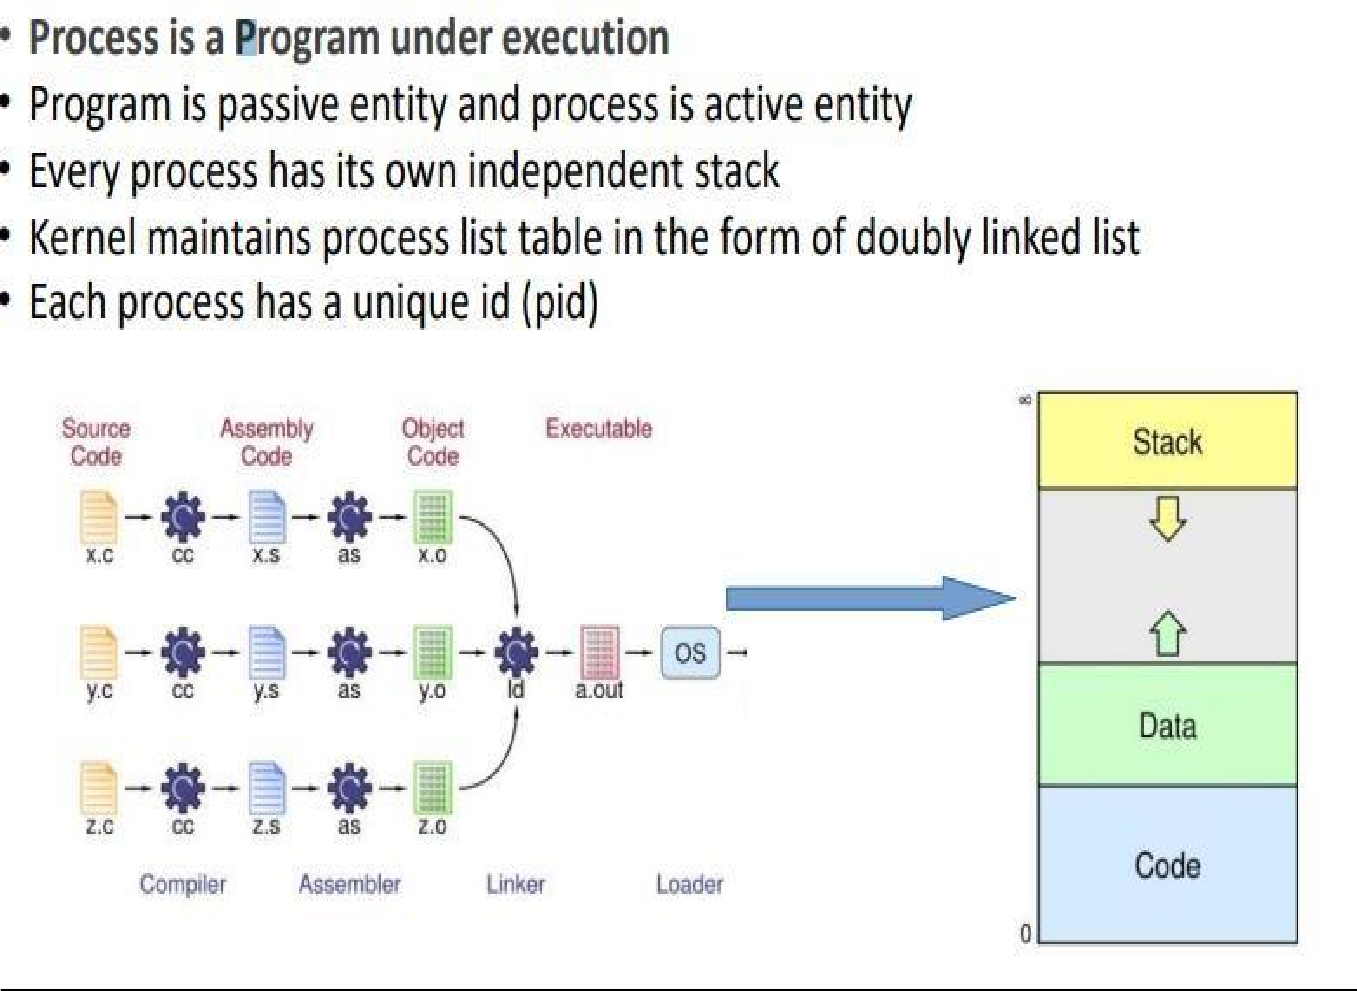 • Process is a Program under execution
• Program is passive entity and process is active entity
• Every process has its own independent stack
• Kernel maintains process list table in the form of doubly linked list
• Each process has a unique id (pid)
Source Code
Assembly Code
Object Code
Executable
x.c
cc
x.s
as
x.o
y.c
cc
y.s
as
y.o
ld
a.out
OS
z.c
cc
z.s
as
z.o
Compiler
Assembler
Linker
Loader
∞
Stack
Data
Code
0